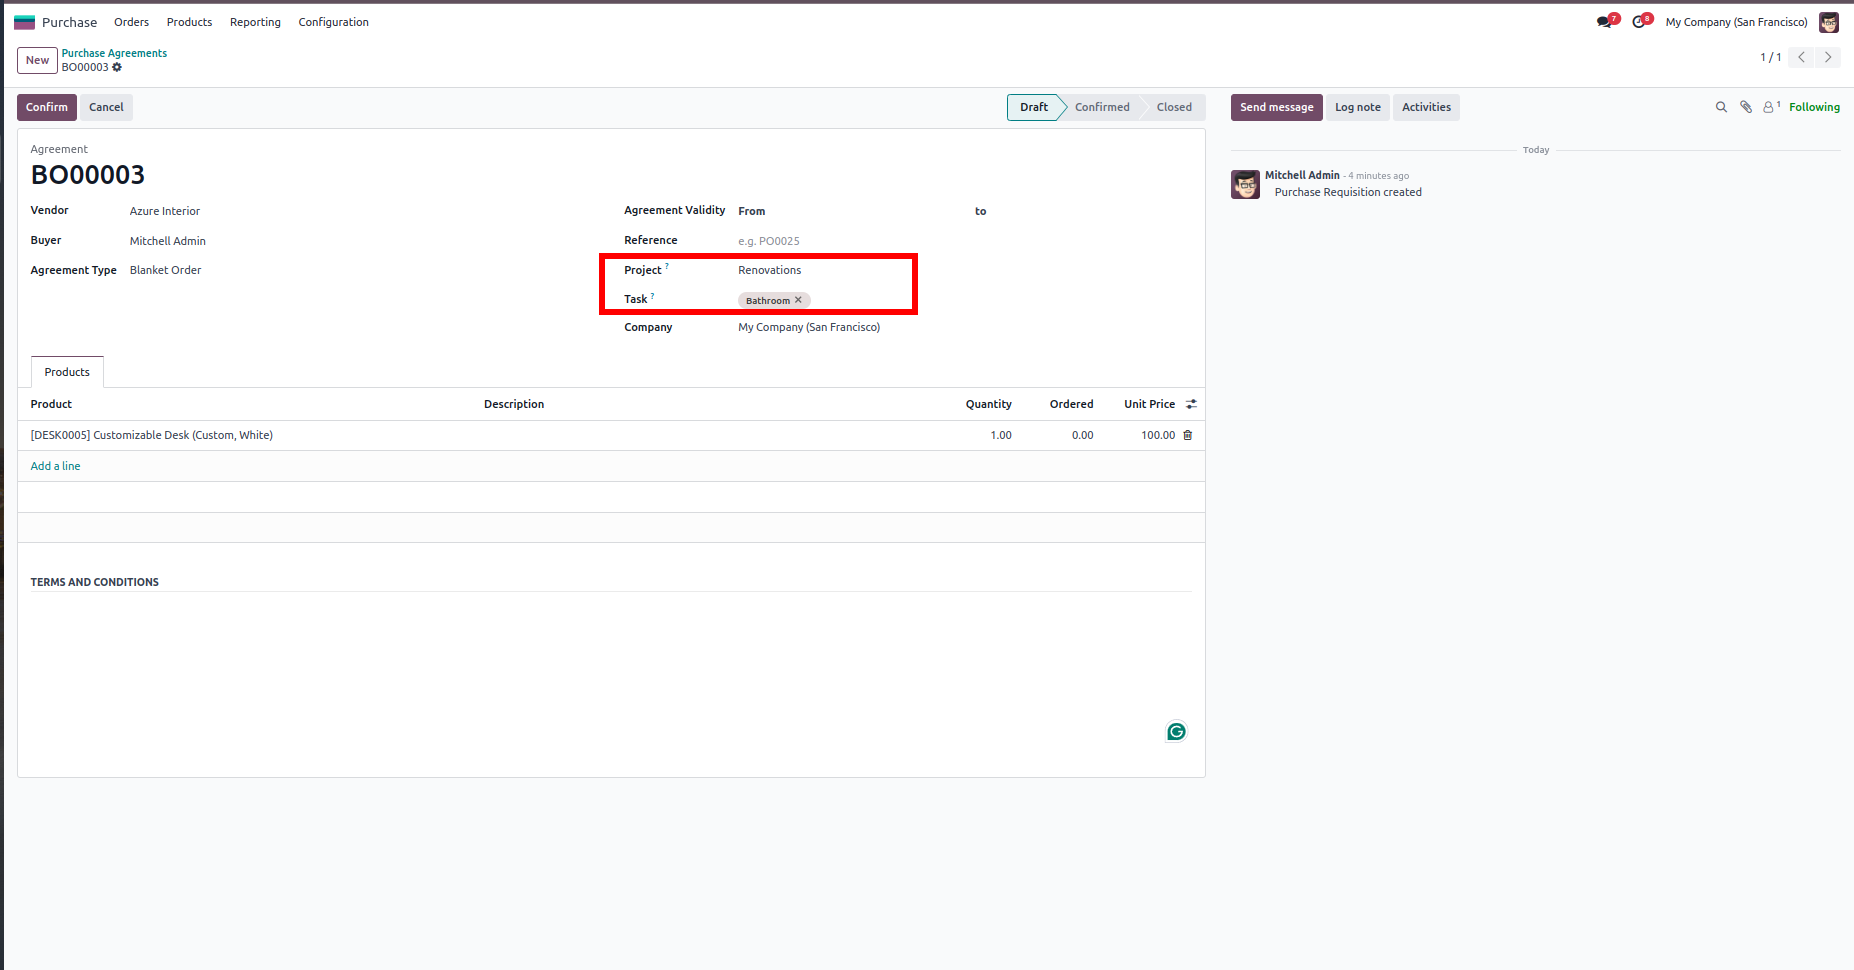 Purchase Orders Products Reporting Configuration 7 8 My Company (San Francisco)
New Purchase Agreements
BO00003
1 / 1
Confirm Cancel Draft Confirmed Closed Send message Log note Activities 1 Following
Agreement
BO00003
Vendor Azure Interior
Buyer Mitchell Admin
Agreement Type Blanket Order
Agreement Validity From to
Reference e.g. PO0025
Project ? Renovations
Task ? Bathroom ✕
Company My Company (San Francisco)
Products
Product Description Quantity Ordered Unit Price
[DESK0005] Customizable Desk (Custom, White) 1.00 0.00 100.00
Add a line
TERMS AND CONDITIONS
Today
Mitchell Admin - 4 minutes ago
Purchase Requisition created